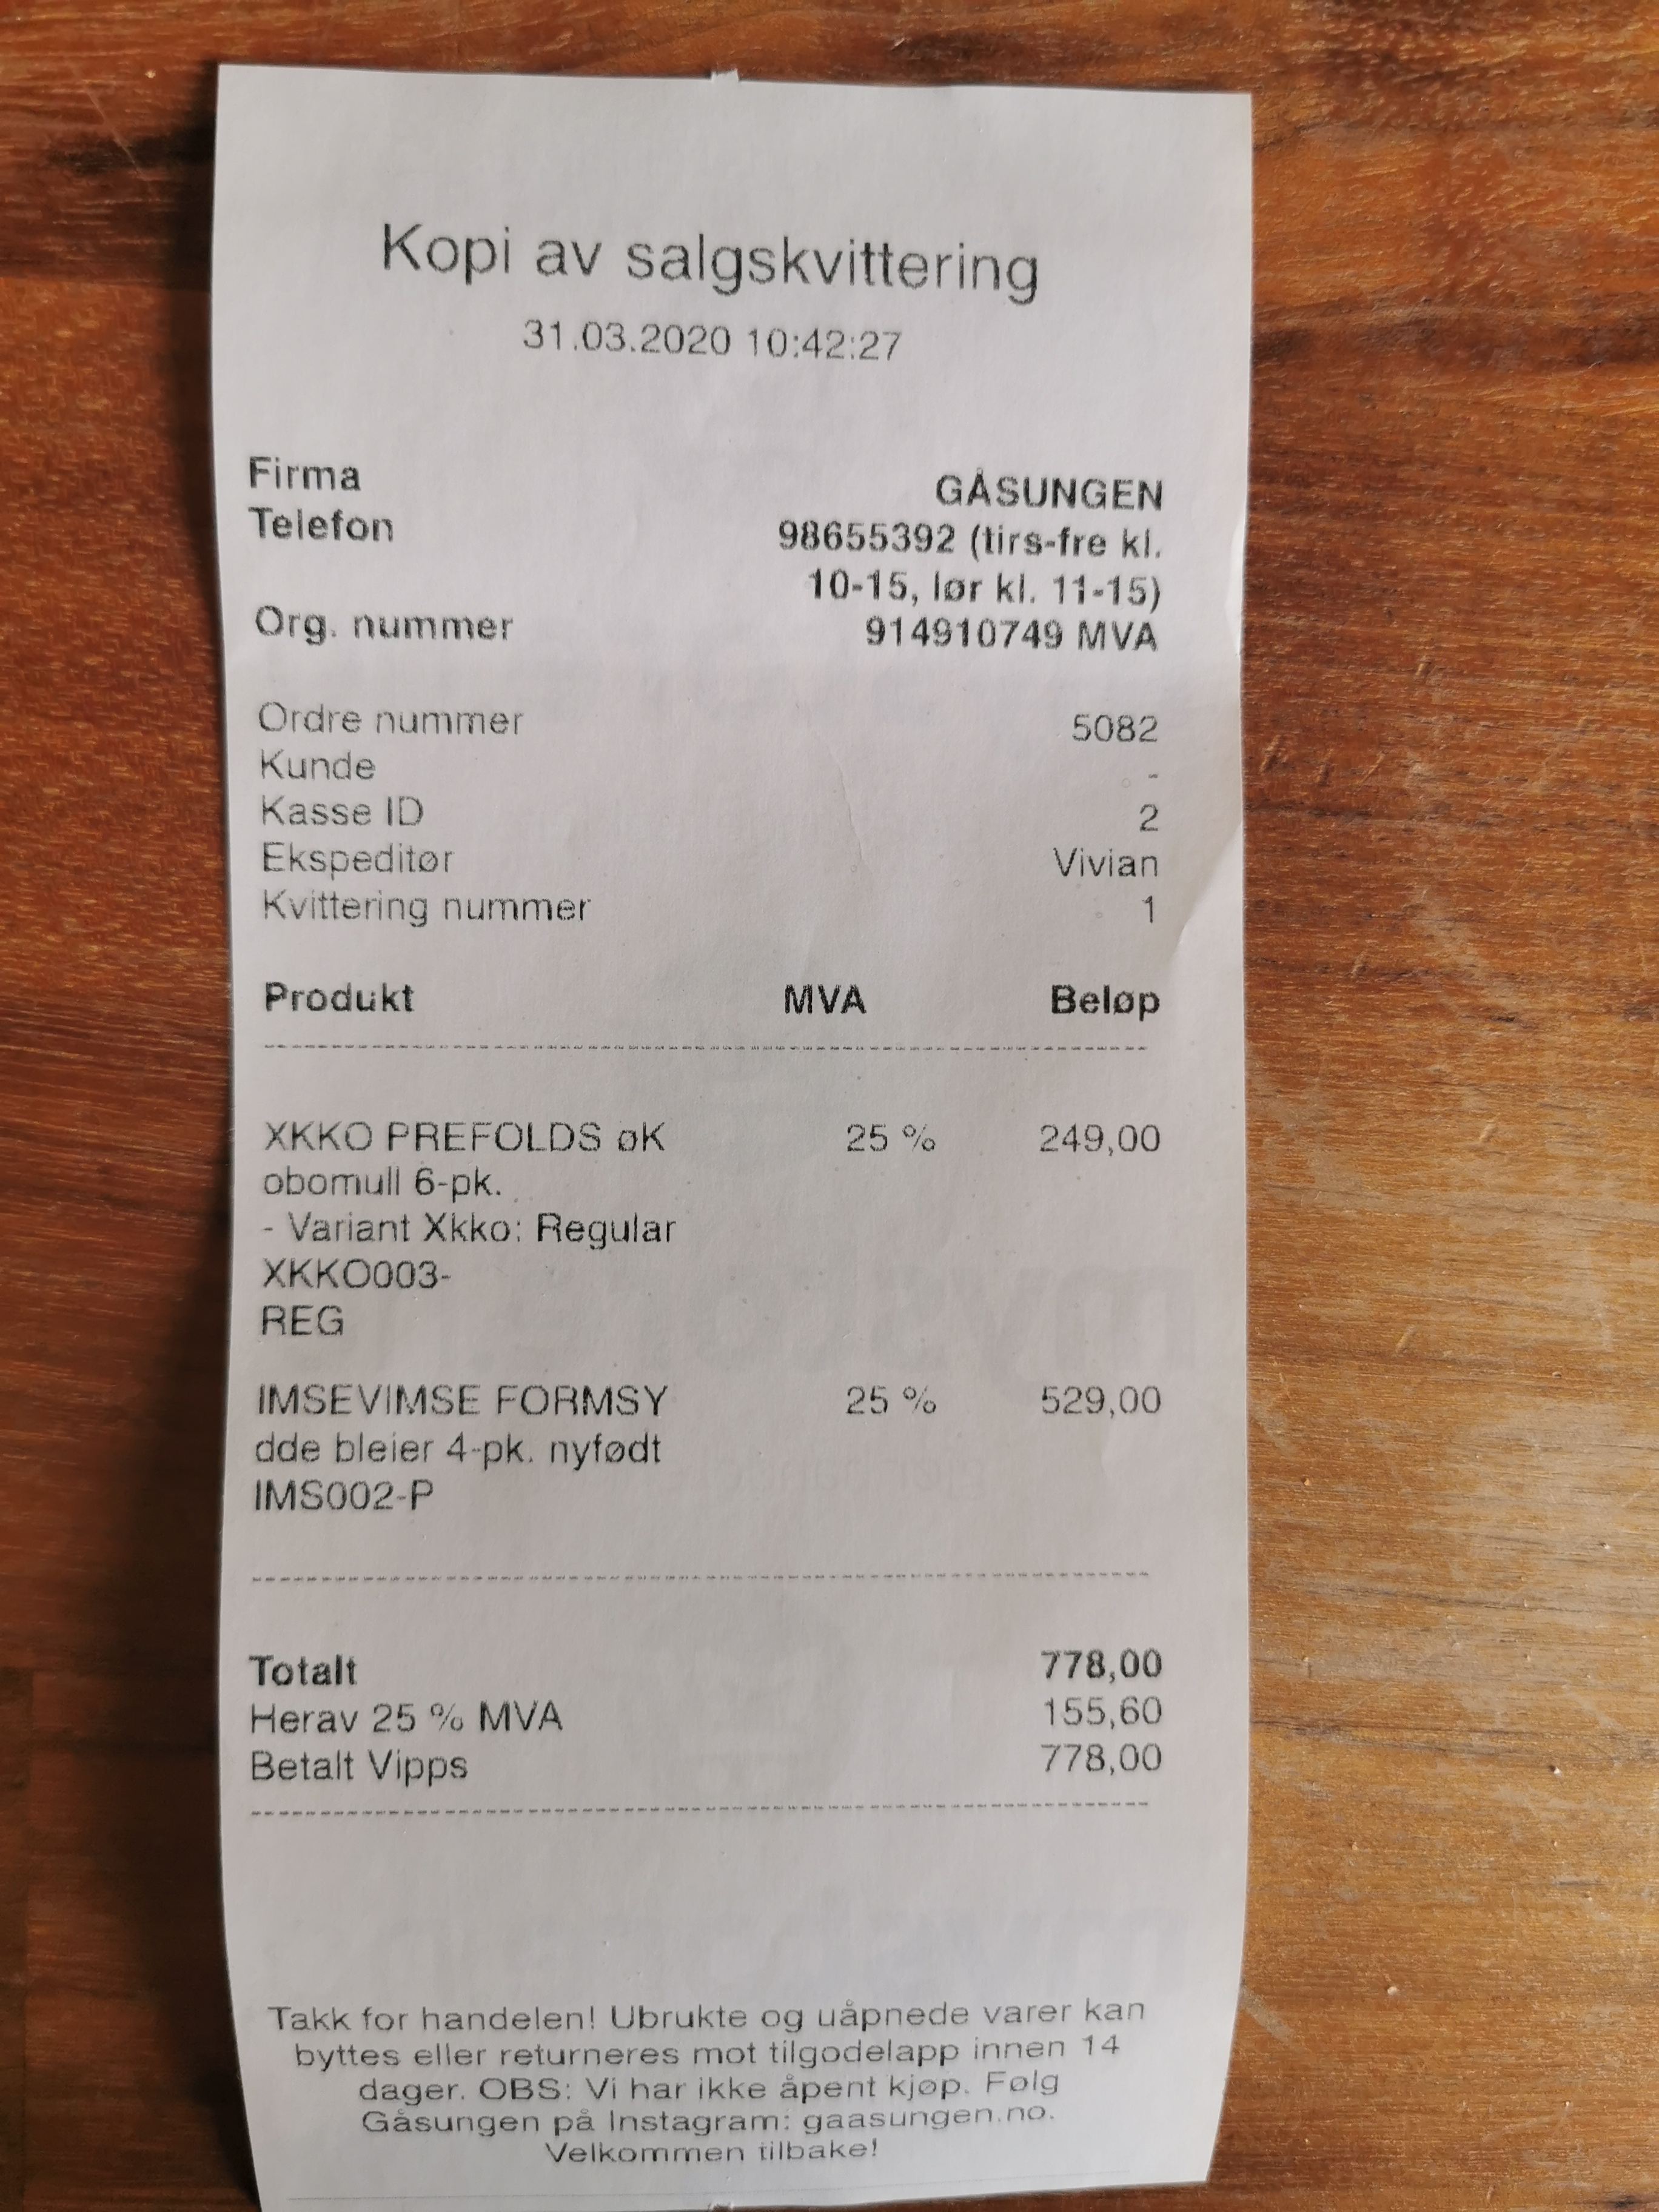 Kopi av salgskvittering
31.03.2020 10:42:27
Firma GÅSUNGEN
Telefon 98655392 (tirs-fre kl.
10-15, lør kl. 11-15)
Org. nummer 914910749 MVA
Ordre nummer 5082
Kunde -
Kasse ID 2
Ekspeditør Vivian
Kvittering nummer 1
Produkt MVA Beløp
XKKO PREFOLDS øK 25 % 249,00
obomull 6-pk.
- Variant Xkko: Regular
XKKO003-
REG
IMSEVIMSE FORMSY 25 % 529,00
dde bleier 4-pk. nyfødt
IMS002-P
Totalt 778,00
Herav 25 % MVA 155,60
Betalt Vipps 778,00
Takk for handelen! Ubrukte og uåpnede varer kan
byttes eller returneres mot tilgodelapp innen 14
dager. OBS: Vi har ikke åpent kjøp. Følg
Gåsungen på Instagram: gaasungen.no.
Velkommen tilbake!